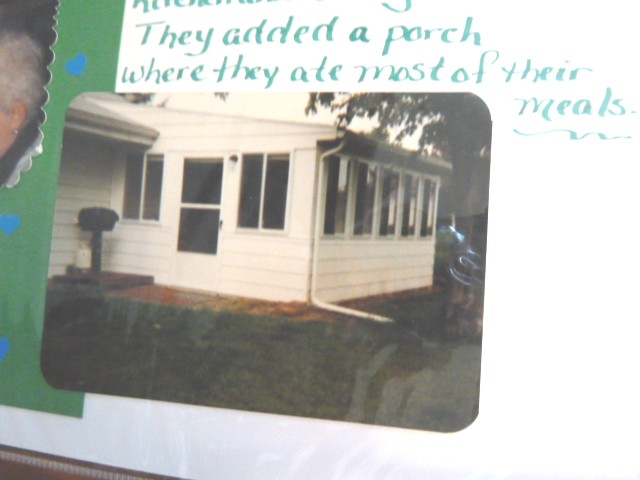 They added a porch
where they ate most of their
meals.